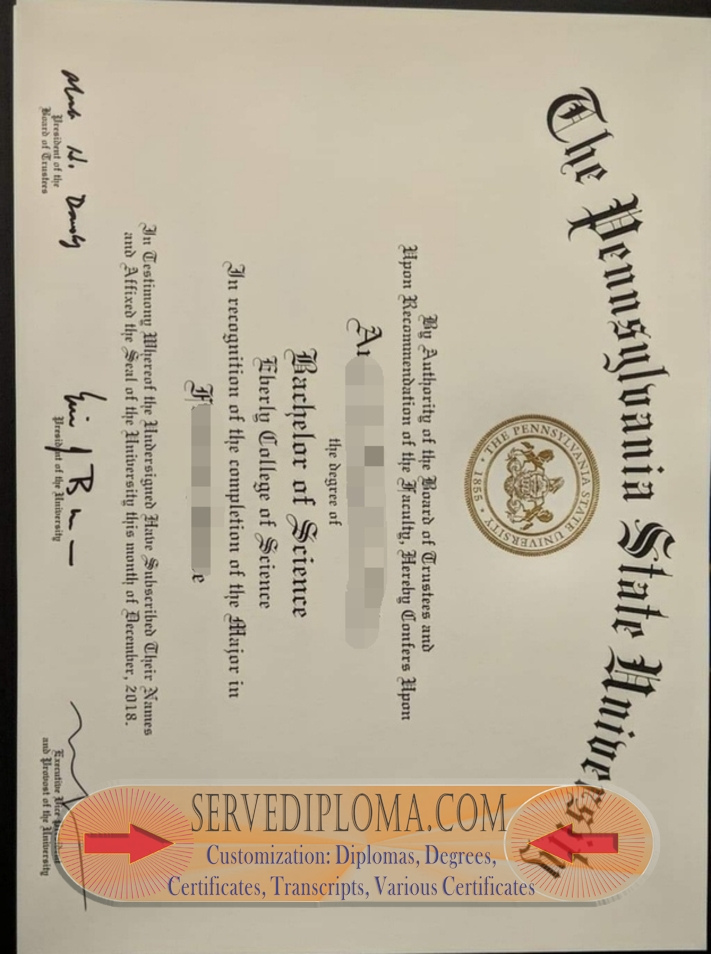 The Pennsylvania State University
THE PENNSYLVANIA STATE UNIVERSITY
1855
By Authority of the Board of Trustees and
Upon Recommendation of the Faculty, Hereby Confers Upon
the degree of
Bachelor of Science
Eberly College of Science
In recognition of the completion of the Major in
In Testimony Whereof the Undersigned Have Subscribed Their Names
and Affixed the Seal of the University this month of December, 2018.
President of the
Board of Trustees
President of the University
Executive Vice President
and Provost of the University
SERVEDIPLOMA.COM
Customization: Diplomas, Degrees,
Certificates, Transcripts, Various Certificates